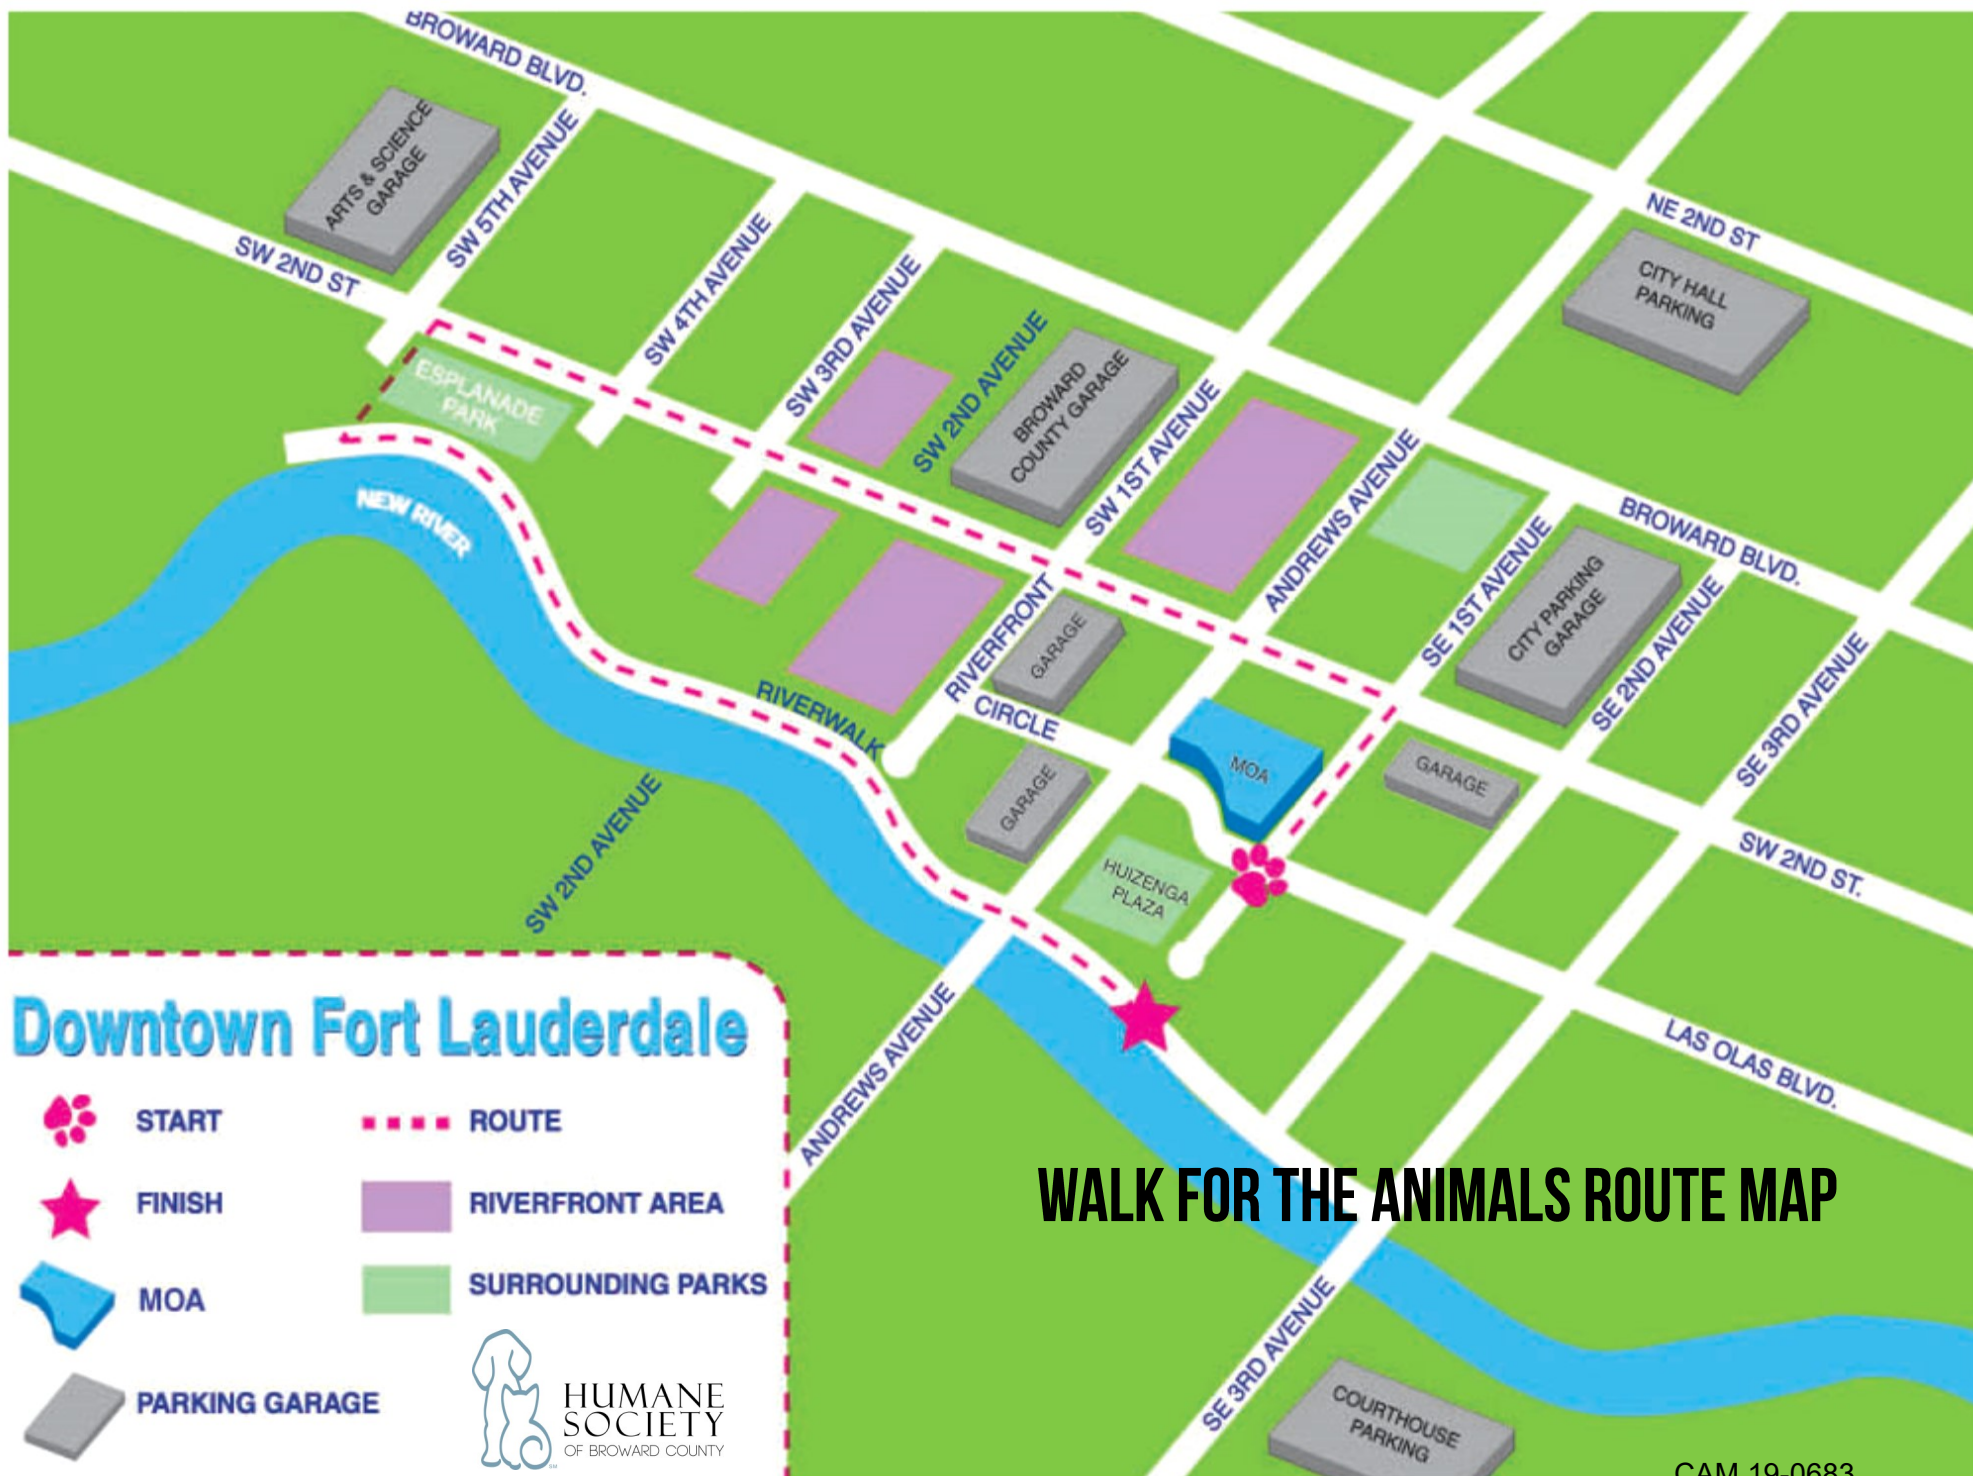 BROWARD BLVD.
ARTS & SCIENCE
GARAGE
SW 5TH AVENUE
SW 2ND ST
SW 4TH AVENUE
SW 3RD AVENUE
SW 2ND AVENUE
BROWARD
COUNTY GARAGE
SW 1ST AVENUE
NE 2ND ST
CITY HALL
PARKING
ESPLANADE
PARK
NEW RIVER
ANDREWS AVENUE
BROWARD BLVD.
SE 1ST AVENUE
CITY PARKING
GARAGE
SE 2ND AVENUE
SE 3RD AVENUE
RIVERFRONT
GARAGE
CIRCLE
RIVERWALK
GARAGE
MOA
GARAGE
SW 2ND AVENUE
HUIZENGA
PLAZA
SW 2ND ST.
LAS OLAS BLVD.
ANDREWS AVENUE
WALK FOR THE ANIMALS ROUTE MAP
SE 3RD AVENUE
COURTHOUSE
PARKING
Downtown Fort Lauderdale
START
ROUTE
FINISH
RIVERFRONT AREA
MOA
SURROUNDING PARKS
PARKING GARAGE
HUMANE
SOCIETY
OF BROWARD COUNTY
SM
CAM 19-0683